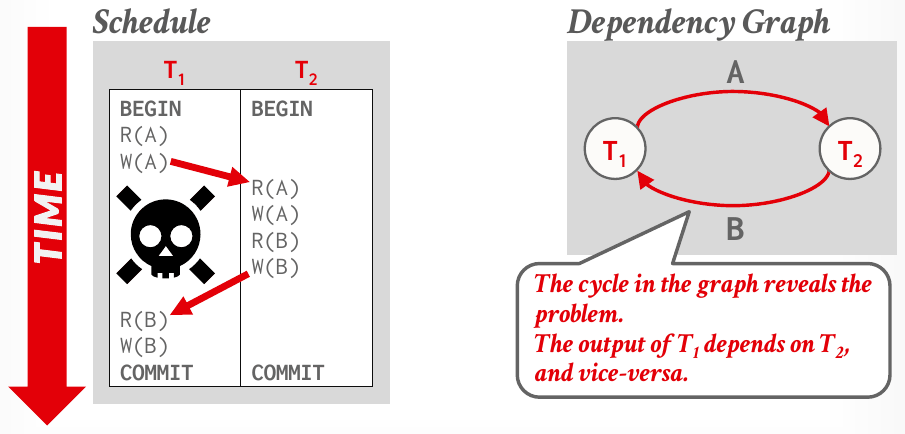 Schedule
Dependency Graph
TIME
T₁ T₂
BEGIN BEGIN
R(A)
W(A)
R(A)
W(A)
R(B)
W(B)
R(B)
W(B)
COMMIT COMMIT
A
T₁ T₂
B
The cycle in the graph reveals the
problem.
The output of T₁ depends on T₂,
and vice-versa.